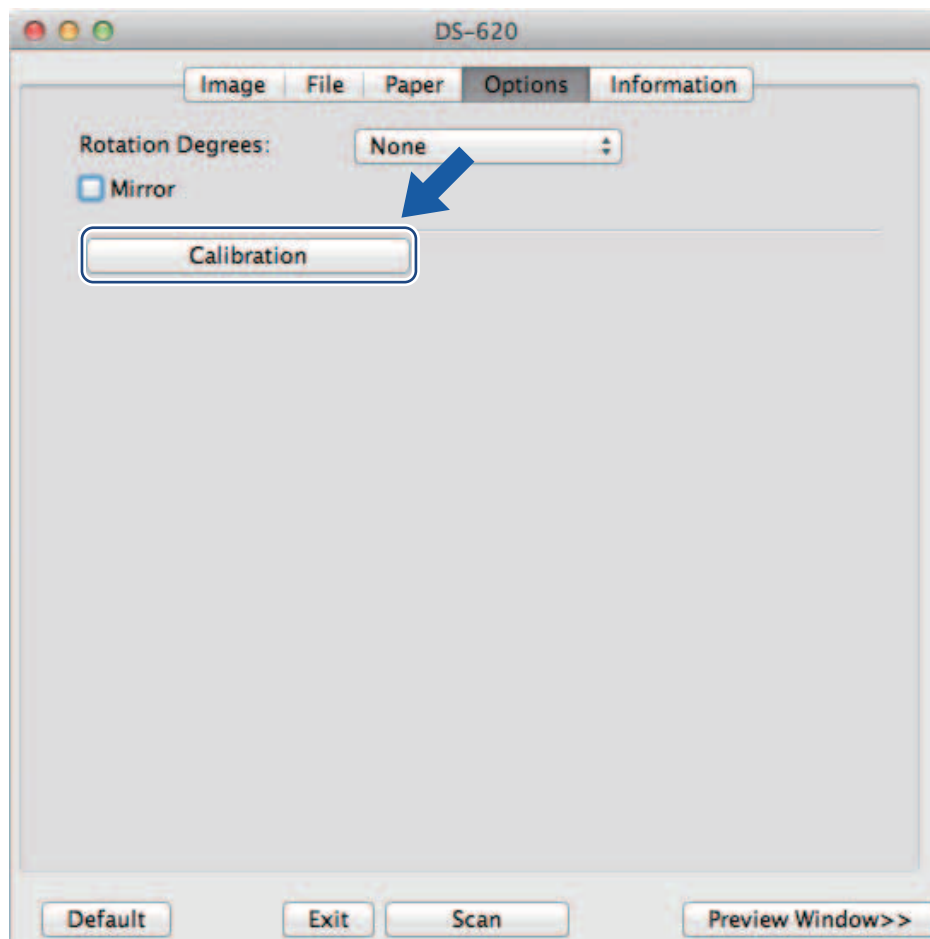 DS-620
Image File Paper Options Information
Rotation Degrees: None
Mirror
Calibration
Default Exit Scan Preview Window>>